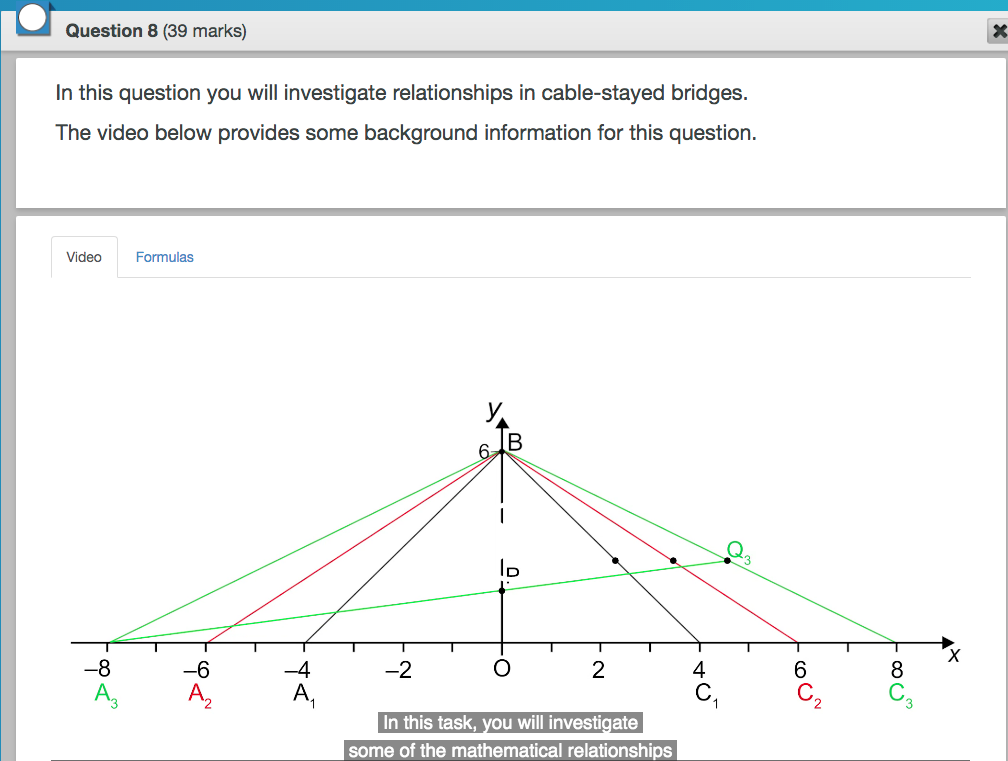 Question 8 (39 marks)
In this question you will investigate relationships in cable-stayed bridges.
The video below provides some background information for this question.
Video Formulas
y
6 B
Q₃
P
–8 –6 –4 –2 O 2 4 6 8 x
A₃ A₂ A₁ C₁ C₂ C₃
In this task, you will investigate
some of the mathematical relationships